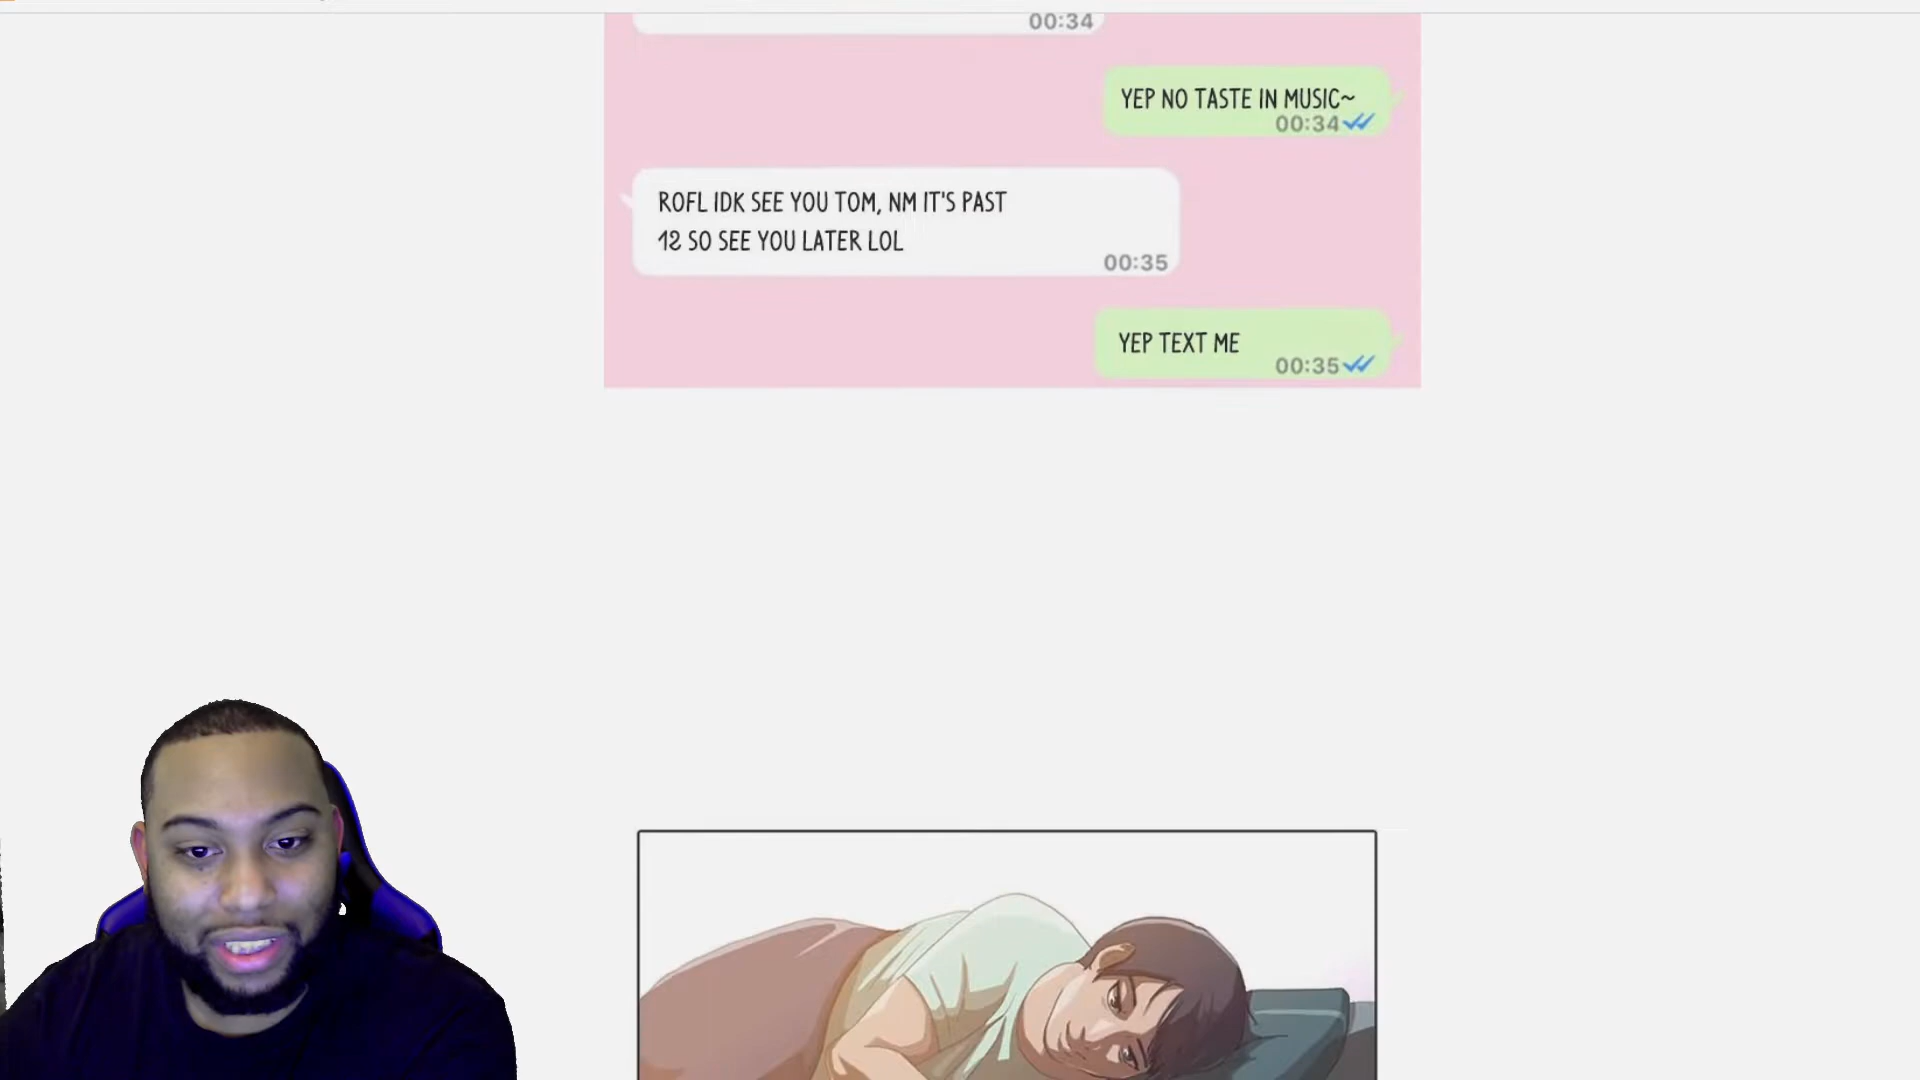 00:34
YEP NO TASTE IN MUSIC~
00:34
ROFL IDK SEE YOU TOM, NM IT'S PAST
12 SO SEE YOU LATER LOL
00:35
YEP TEXT ME
00:35